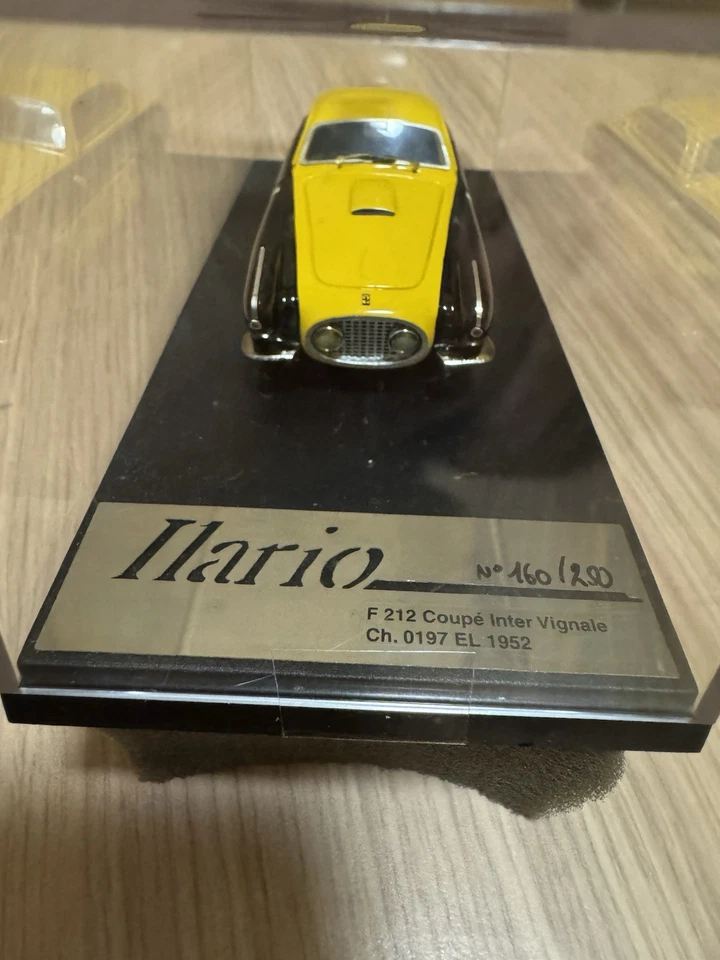 Ilario
N° 160/200
F 212 Coupé Inter Vignale
Ch. 0197 EL 1952